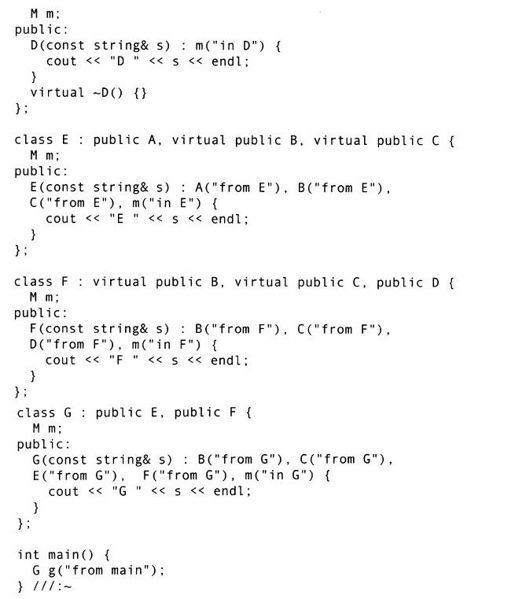 M m;
public:
D(const string& s) : m("in D") {
cout << "D " << s << endl;
}
virtual ~D() {}
};
class E : public A, virtual public B, virtual public C {
M m;
public:
E(const string& s) : A("from E"), B("from E"),
C("from E"), m("in E") {
cout << "E " << s << endl;
}
};
class F : virtual public B, virtual public C, public D {
M m;
public:
F(const string& s) : B("from F"), C("from F"),
D("from F"), m("in F") {
cout << "F " << s << endl;
}
};
class G : public E, public F {
M m;
public:
G(const string& s) : B("from G"), C("from G"),
E("from G"),  F("from G"), m("in G") {
cout << "G " << s << endl;
}
};
int main() {
G g("from main");
} ///:~